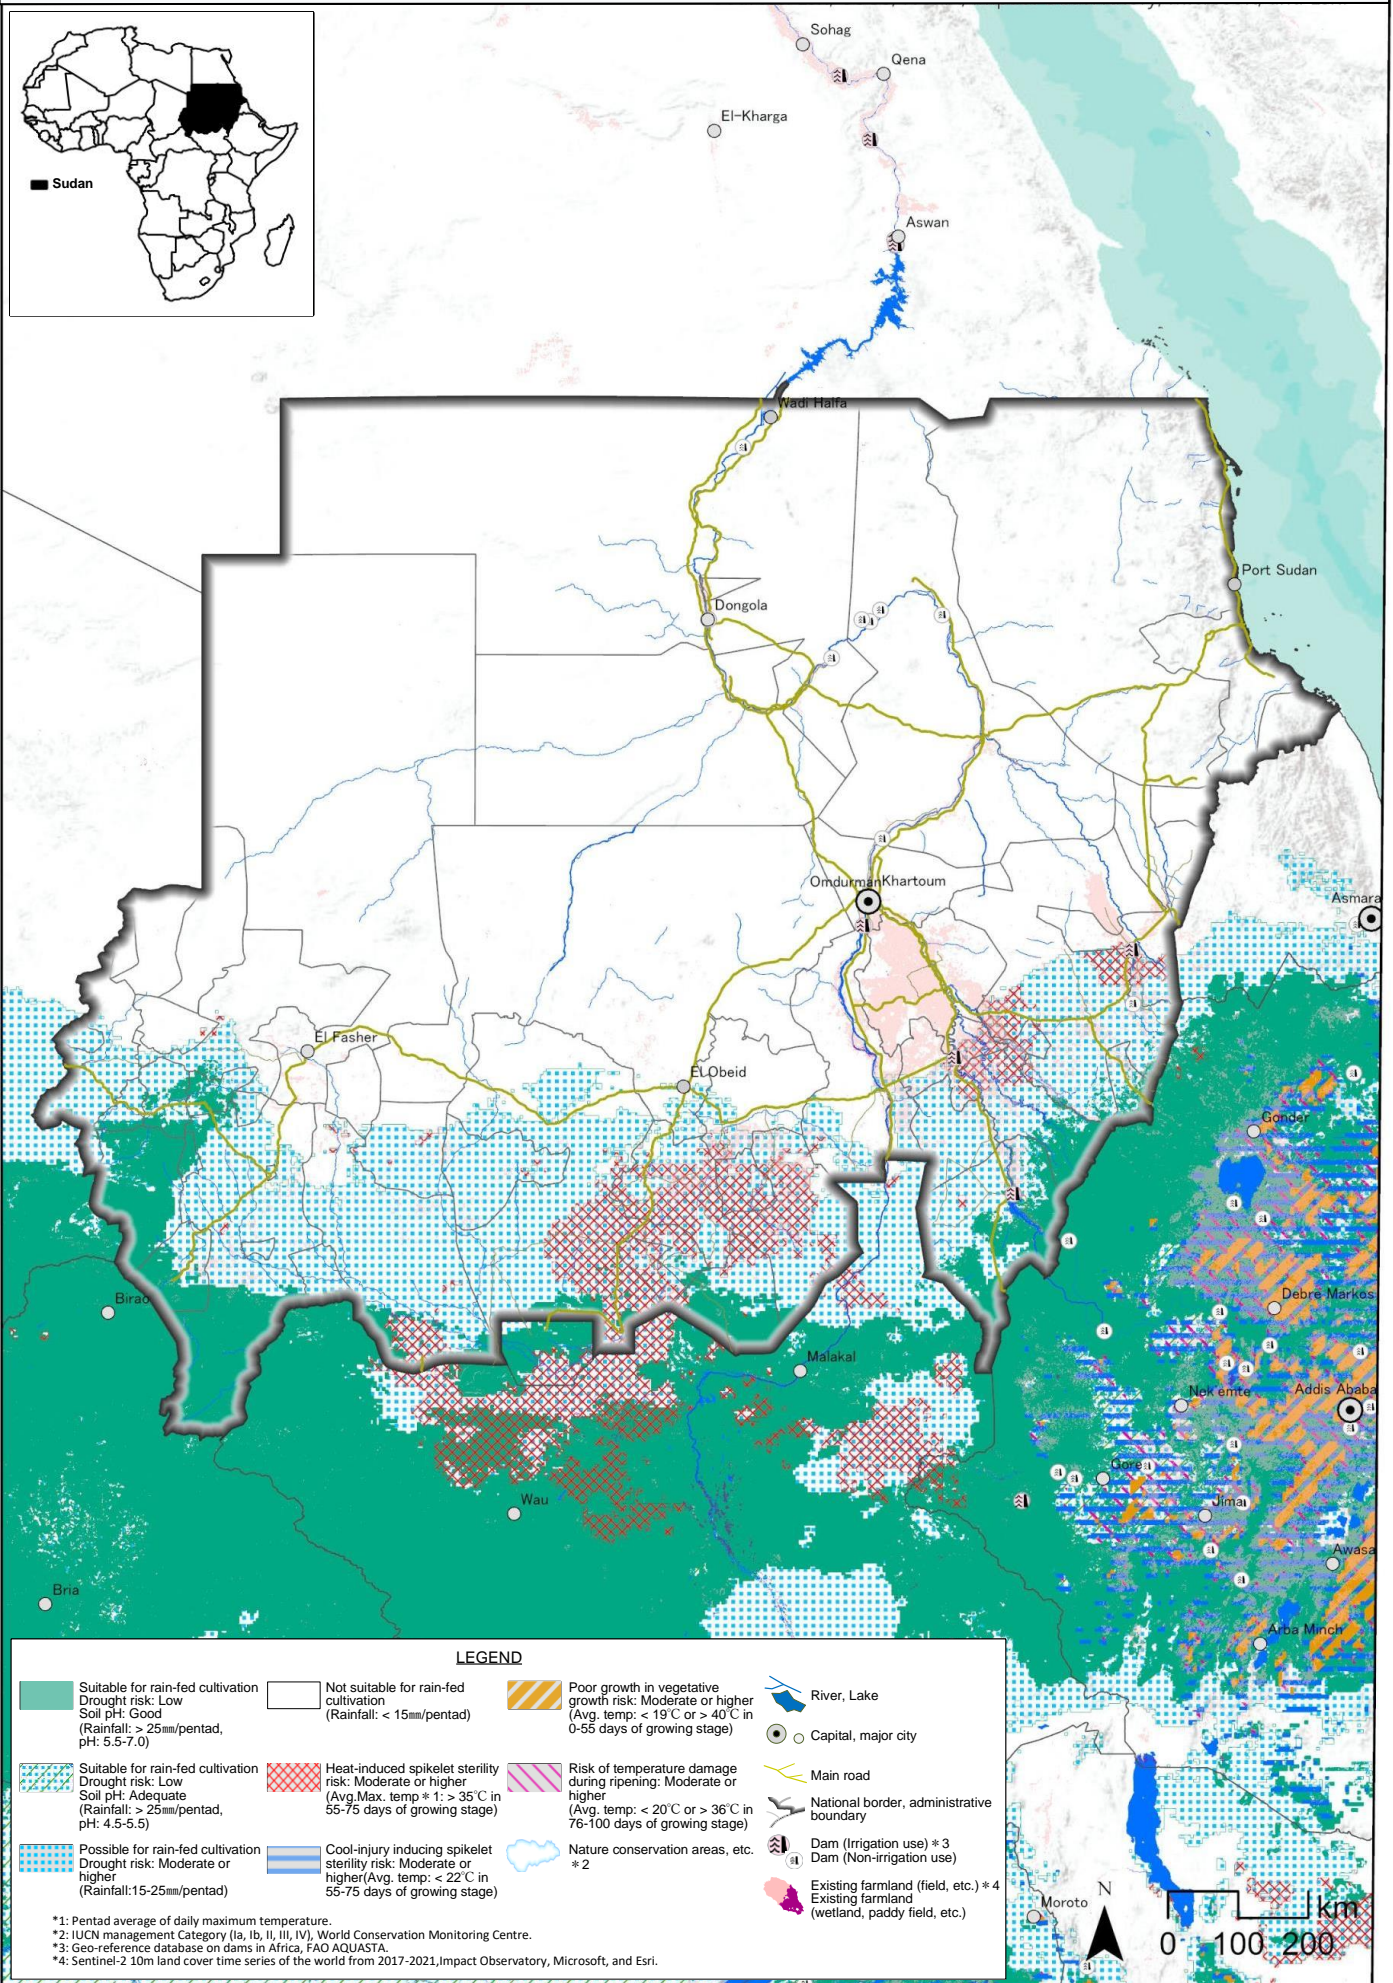 Sudan
Sohag
Qena
El-Kharga
Aswan
Wadi Halfa
Port Sudan
Dongola
Omdurman Khartoum
Asmara
El Fasher
El Obeid
Gonder
Birao
Debre Markos
Malakal
Nek'emte
Addis Ababa
Gore
Wau
Jima
Awasa
Bria
Arba Minch
Moroto
N
km
0 100 200
LEGEND
Suitable for rain-fed cultivation
Drought risk: Low
Soil pH: Good
(Rainfall: > 25mm/pentad,
pH: 5.5-7.0)
Suitable for rain-fed cultivation
Drought risk: Low
Soil pH: Adequate
(Rainfall: > 25mm/pentad,
pH: 4.5-5.5)
Possible for rain-fed cultivation
Drought risk: Moderate or
higher
(Rainfall:15-25mm/pentad)
Not suitable for rain-fed
cultivation
(Rainfall: < 15mm/pentad)
Heat-induced spikelet sterility
risk: Moderate or higher
(Avg.Max. temp＊1: > 35℃ in
55-75 days of growing stage)
Cool-injury inducing spikelet
sterility risk: Moderate or
higher(Avg. temp: < 22℃ in
55-75 days of growing stage)
Poor growth in vegetative
growth risk: Moderate or higher
(Avg. temp: < 19℃ or > 40℃ in
0-55 days of growing stage)
Risk of temperature damage
during ripening: Moderate or
higher
(Avg. temp: < 20℃ or > 36℃ in
76-100 days of growing stage)
Nature conservation areas, etc.
＊2
River, Lake
Capital, major city
Main road
National border, administrative
boundary
Dam (Irrigation use)＊3
Dam (Non-irrigation use)
Existing farmland (field, etc.)＊4
Existing farmland
(wetland, paddy field, etc.)
*1: Pentad average of daily maximum temperature.
*2: IUCN management Category (Ia, Ib, II, III, IV), World Conservation Monitoring Centre.
*3: Geo-reference database on dams in Africa, FAO AQUASTA.
*4: Sentinel-2 10m land cover time series of the world from 2017-2021,Impact Observatory, Microsoft, and Esri.